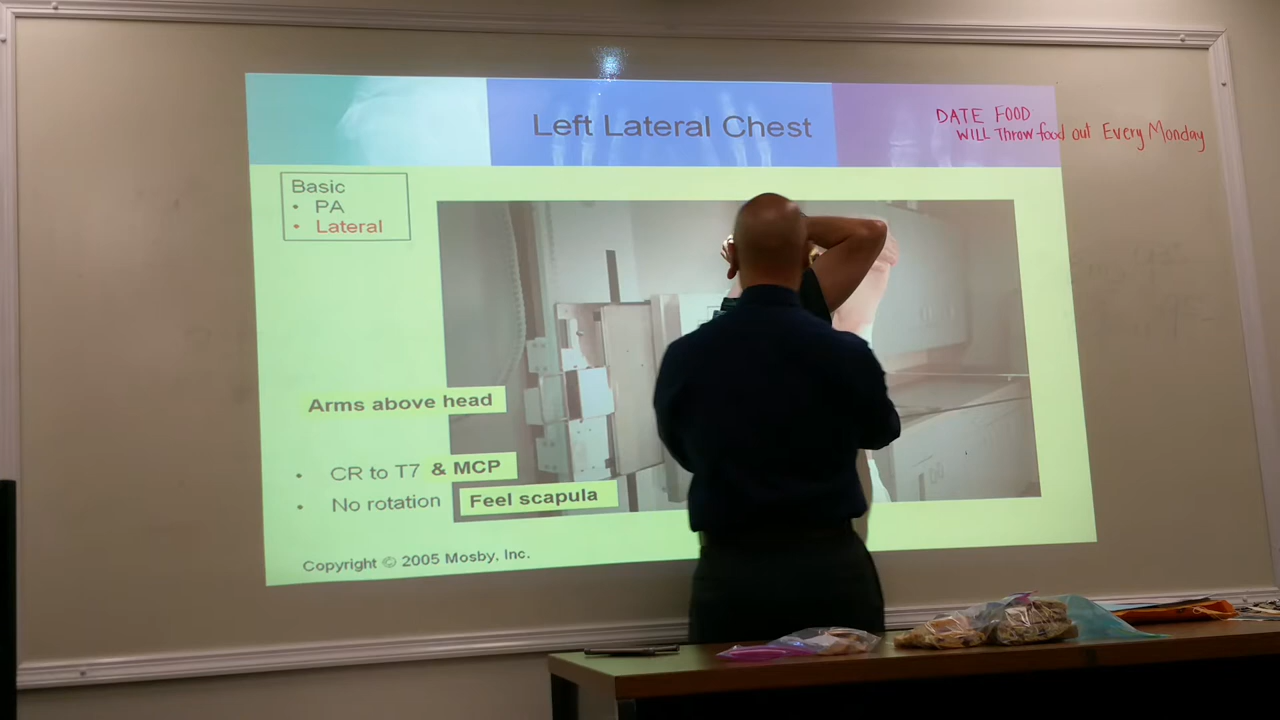 Left Lateral Chest
DATE FOOD
WILL Throw food out Every Monday
Basic
• PA
• Lateral
Arms above head
• CR to T7 & MCP
• No rotation Feel scapula
Copyright © 2005 Mosby, Inc.